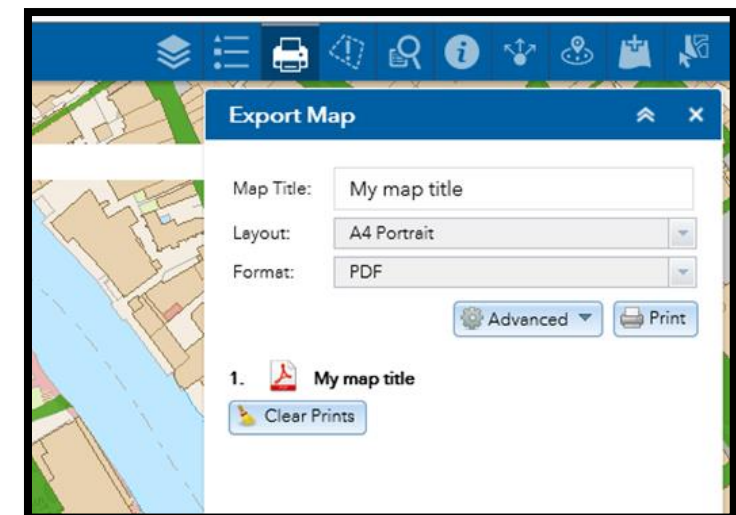 Export Map
Map Title: My map title
Layout: A4 Portrait
Format: PDF
Advanced Print
1. My map title
Clear Prints